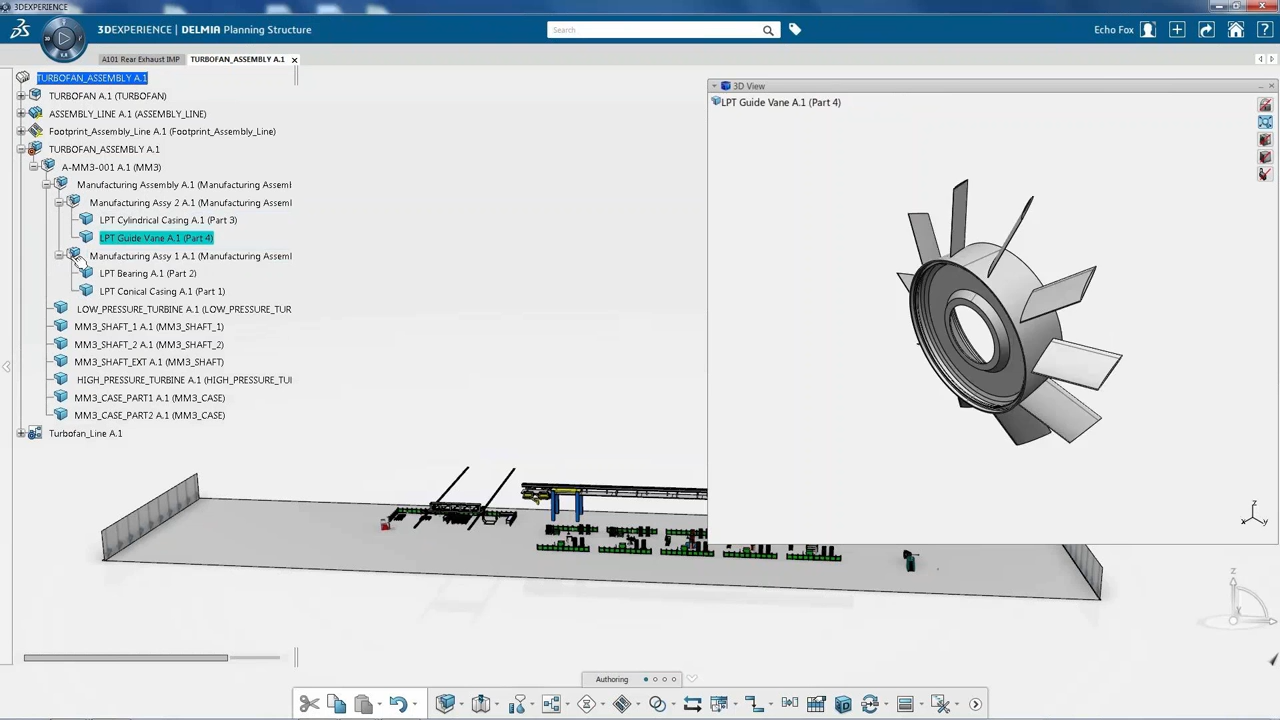 3DEXPERIENCE
3DEXPERIENCE | DELMIA Planning Structure
Search
Echo Fox
A101 Rear Exhaust IMP
TURBOFAN_ASSEMBLY A.1
TURBOFAN_ASSEMBLY A.1
TURBOFAN A.1 (TURBOFAN)
ASSEMBLY_LINE A.1 (ASSEMBLY_LINE)
Footprint_Assembly_Line A.1 (Footprint_Assembly_Line)
TURBOFAN_ASSEMBLY A.1
A-MM3-001 A.1 (MM3)
Manufacturing Assembly A.1 (Manufacturing Assembl
Manufacturing Assy 2 A.1 (Manufacturing Assembl
LPT Cylindrical Casing A.1 (Part 3)
LPT Guide Vane A.1 (Part 4)
Manufacturing Assy 1 A.1 (Manufacturing Assembl
LPT Bearing A.1 (Part 2)
LPT Conical Casing A.1 (Part 1)
LOW_PRESSURE_TURBINE A.1 (LOW_PRESSURE_TUR
MM3_SHAFT_1 A.1 (MM3_SHAFT_1)
MM3_SHAFT_2 A.1 (MM3_SHAFT_2)
MM3_SHAFT_EXT A.1 (MM3_SHAFT)
HIGH_PRESSURE_TURBINE A.1 (HIGH_PRESSURE_TUI
MM3_CASE_PART1 A.1 (MM3_CASE)
MM3_CASE_PART2 A.1 (MM3_CASE)
Turbofan_Line A.1
3D View
LPT Guide Vane A.1 (Part 4)
z
x
y
z
x
Authoring